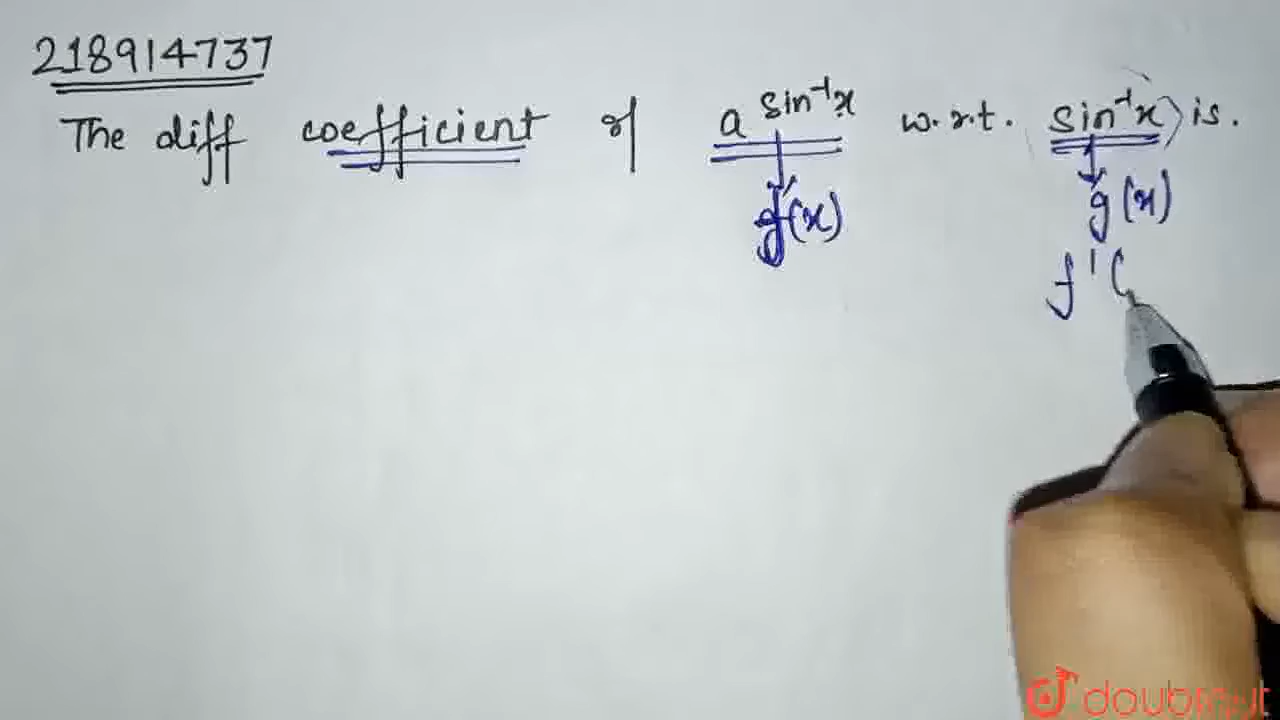 218914737
The diff coefficient of a sin⁻¹x w.r.t. sin⁻¹x is.
f(x) g(x)
f'(
doubtnut